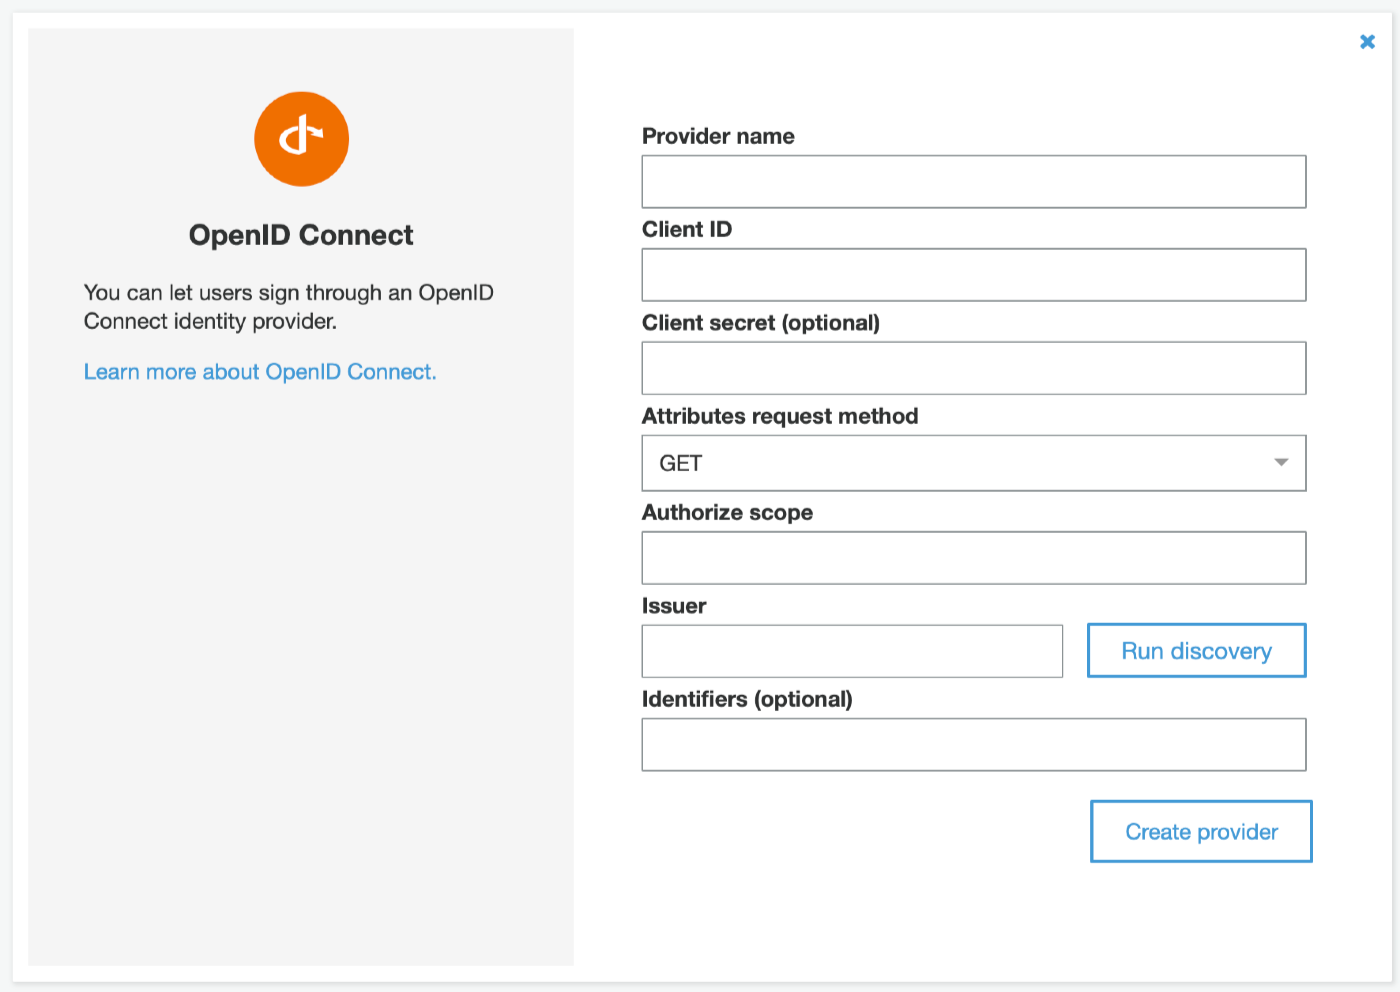 OpenID Connect
You can let users sign through an OpenID
Connect identity provider.
Learn more about OpenID Connect.
Provider name
Client ID
Client secret (optional)
Attributes request method
GET
Authorize scope
Issuer
Run discovery
Identifiers (optional)
Create provider